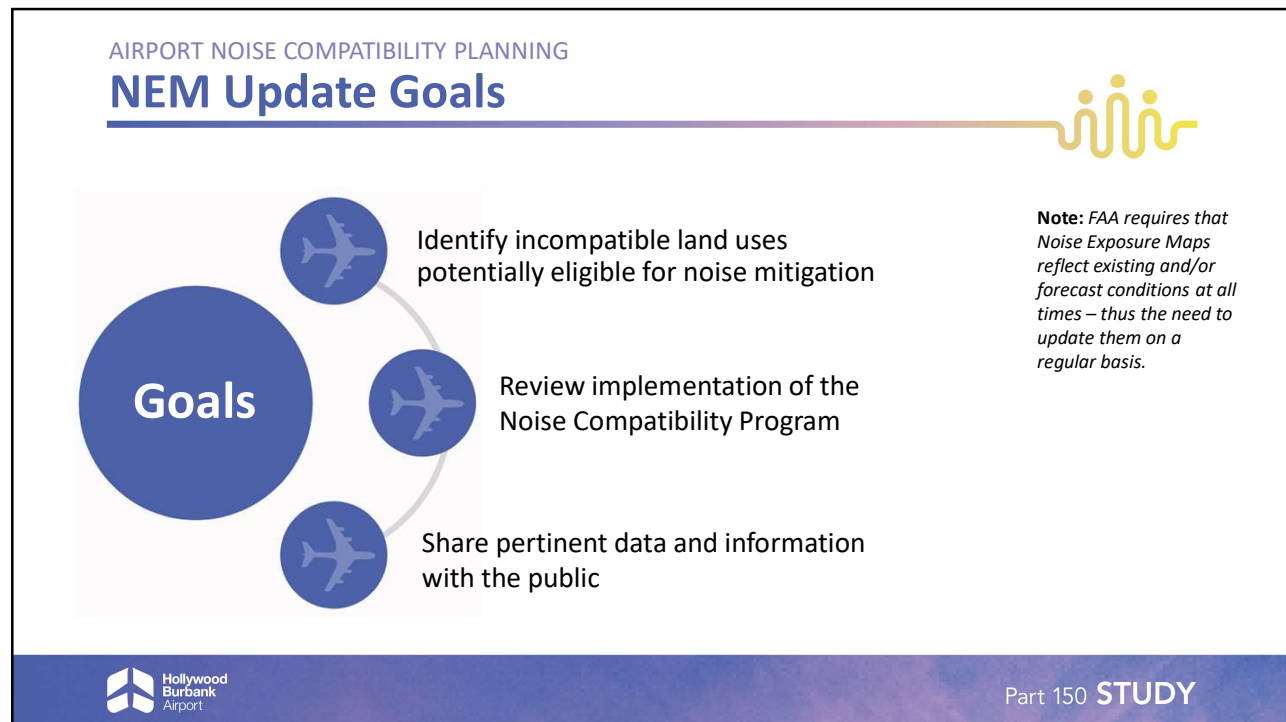 AIRPORT NOISE COMPATIBILITY PLANNING
NEM Update Goals
Goals
Identify incompatible land uses
potentially eligible for noise mitigation
Review implementation of the
Noise Compatibility Program
Share pertinent data and information
with the public
Note: FAA requires that
Noise Exposure Maps
reflect existing and/or
forecast conditions at all
times – thus the need to
update them on a
regular basis.
Hollywood
Burbank
Airport
Part 150 STUDY